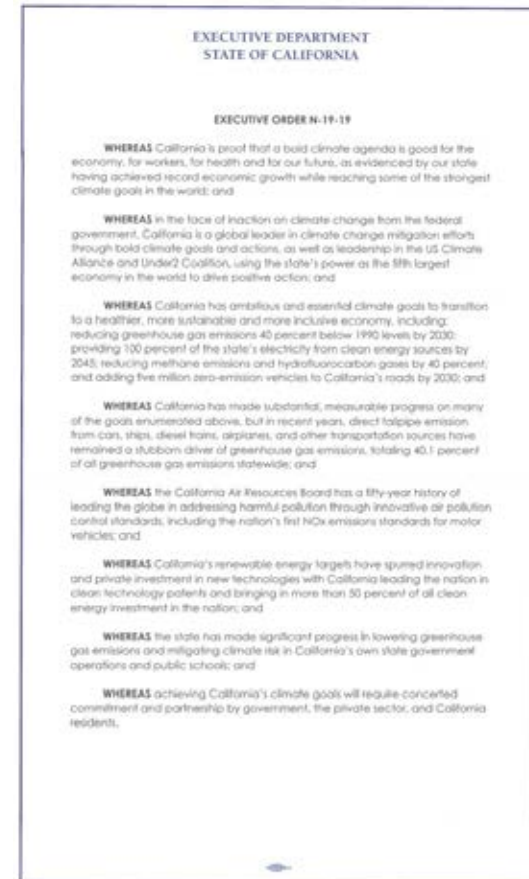 EXECUTIVE DEPARTMENT
STATE OF CALIFORNIA
EXECUTIVE ORDER N-19-19
WHEREAS California is proof that a bold climate agenda is good for the
economy, for workers, for health and for our future, as evidenced by our state
having achieved record economic growth while reaching some of the strongest
climate goals in the world; and
WHEREAS in the face of inaction on climate change from the federal
government, California is a global leader in climate change mitigation efforts
through bold climate goals and actions, as well as leadership in the US Climate
Alliance and Under2 Coalition, using the state's power as the fifth largest
economy in the world to drive positive action; and
WHEREAS California has ambitious and essential climate goals to transition
to a healthier, more sustainable and more inclusive economy, including:
reducing greenhouse gas emissions 40 percent below 1990 levels by 2030;
providing 100 percent of the state's electricity from clean energy sources by
2045; reducing methane emissions and hydrofluorocarbon gases by 40 percent;
and adding five million zero-emission vehicles to California's roads by 2030; and
WHEREAS California has made substantial, measurable progress on many
of the goals enumerated above, but in recent years, direct tailpipe emission
from cars, ships, diesel trains, airplanes, and other transportation sources have
remained a stubborn driver of greenhouse gas emissions, totaling 40.1 percent
of all greenhouse gas emissions statewide; and
WHEREAS the California Air Resources Board has a fifty-year history of
leading the globe in addressing harmful pollution through innovative air pollution
control standards, including the nation's first NOx emissions standards for motor
vehicles; and
WHEREAS California's renewable energy targets have spurred innovation
and private investment in new technologies with California leading the nation in
clean technology patents and bringing in more than 50 percent of all clean
energy investment in the nation; and
WHEREAS the state has made significant progress in lowering greenhouse
gas emissions and mitigating climate risk in California's own state government
operations and public schools; and
WHEREAS achieving California's climate goals will require concerted
commitment and partnership by government, the private sector, and California
residents.